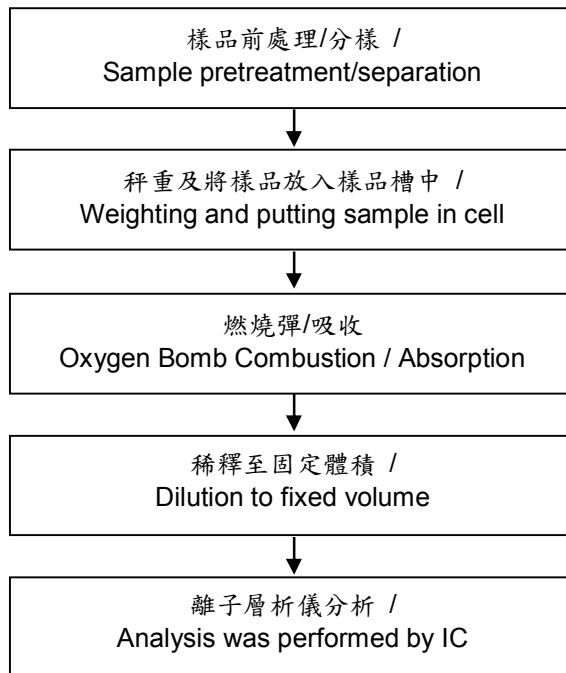 樣品前處理/分樣 /
Sample pretreatment/separation
秤重及將樣品放入樣品槽中 /
Weighting and putting sample in cell
燃燒彈/吸收
Oxygen Bomb Combustion / Absorption
稀釋至固定體積 /
Dilution to fixed volume
離子層析儀分析 /
Analysis was performed by IC